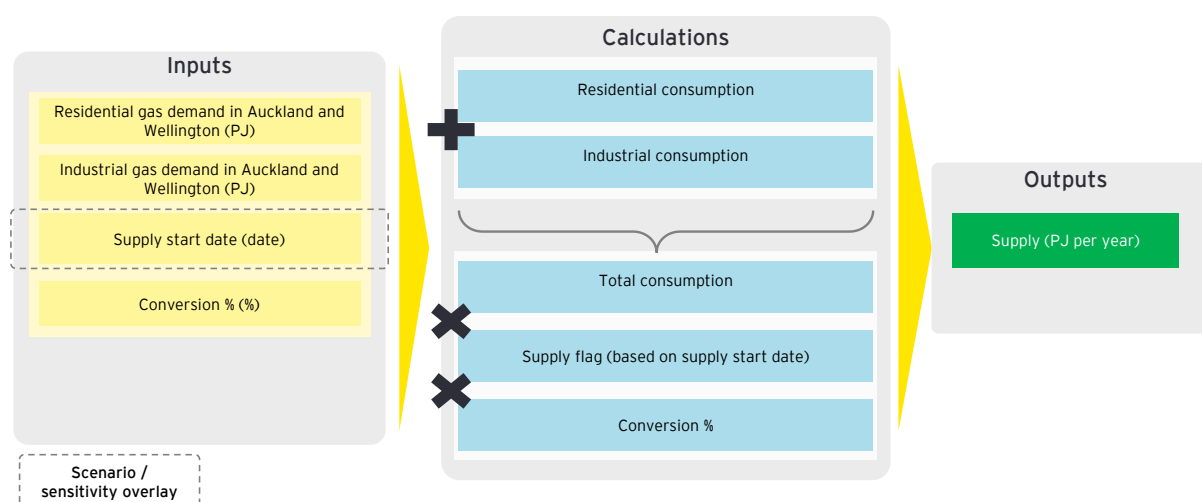 Inputs
Residential gas demand in Auckland and
Wellington (PJ)
Industrial gas demand in Auckland and
Wellington (PJ)
Supply start date (date)
Conversion % (%)
Scenario /
sensitivity overlay
Calculations
Residential consumption
Industrial consumption
Total consumption
Supply flag (based on supply start date)
Conversion %
Outputs
Supply (PJ per year)